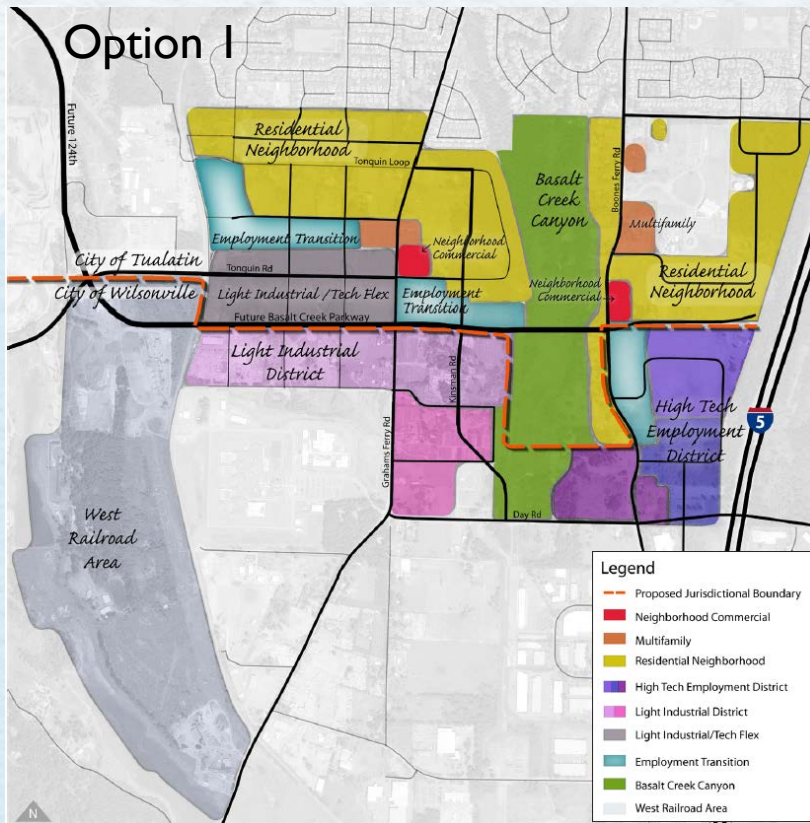 Option I
Future 124th
Residential
Neighborhood
Tonquin Loop
Basalt
Creek
Canyon
Boones Ferry Rd
Multifamily
Employment Transition
Neighborhood
Commercial
City of Tualatin
City of Wilsonville
Tonquin Rd
Light Industrial /Tech Flex
Employment
Transition
Neighborhood
Commercial
Residential
Neighborhood
Future Basalt Creek Parkway
Light Industrial
District
Kinsman Rd
Grahams Ferry Rd
High Tech
Employment
District
5
West
Railroad
Area
Day Rd
Legend
Proposed Jurisdictional Boundary
Neighborhood Commercial
Multifamily
Residential Neighborhood
High Tech Employment District
Light Industrial District
Light Industrial/Tech Flex
Employment Transition
Basalt Creek Canyon
West Railroad Area
N